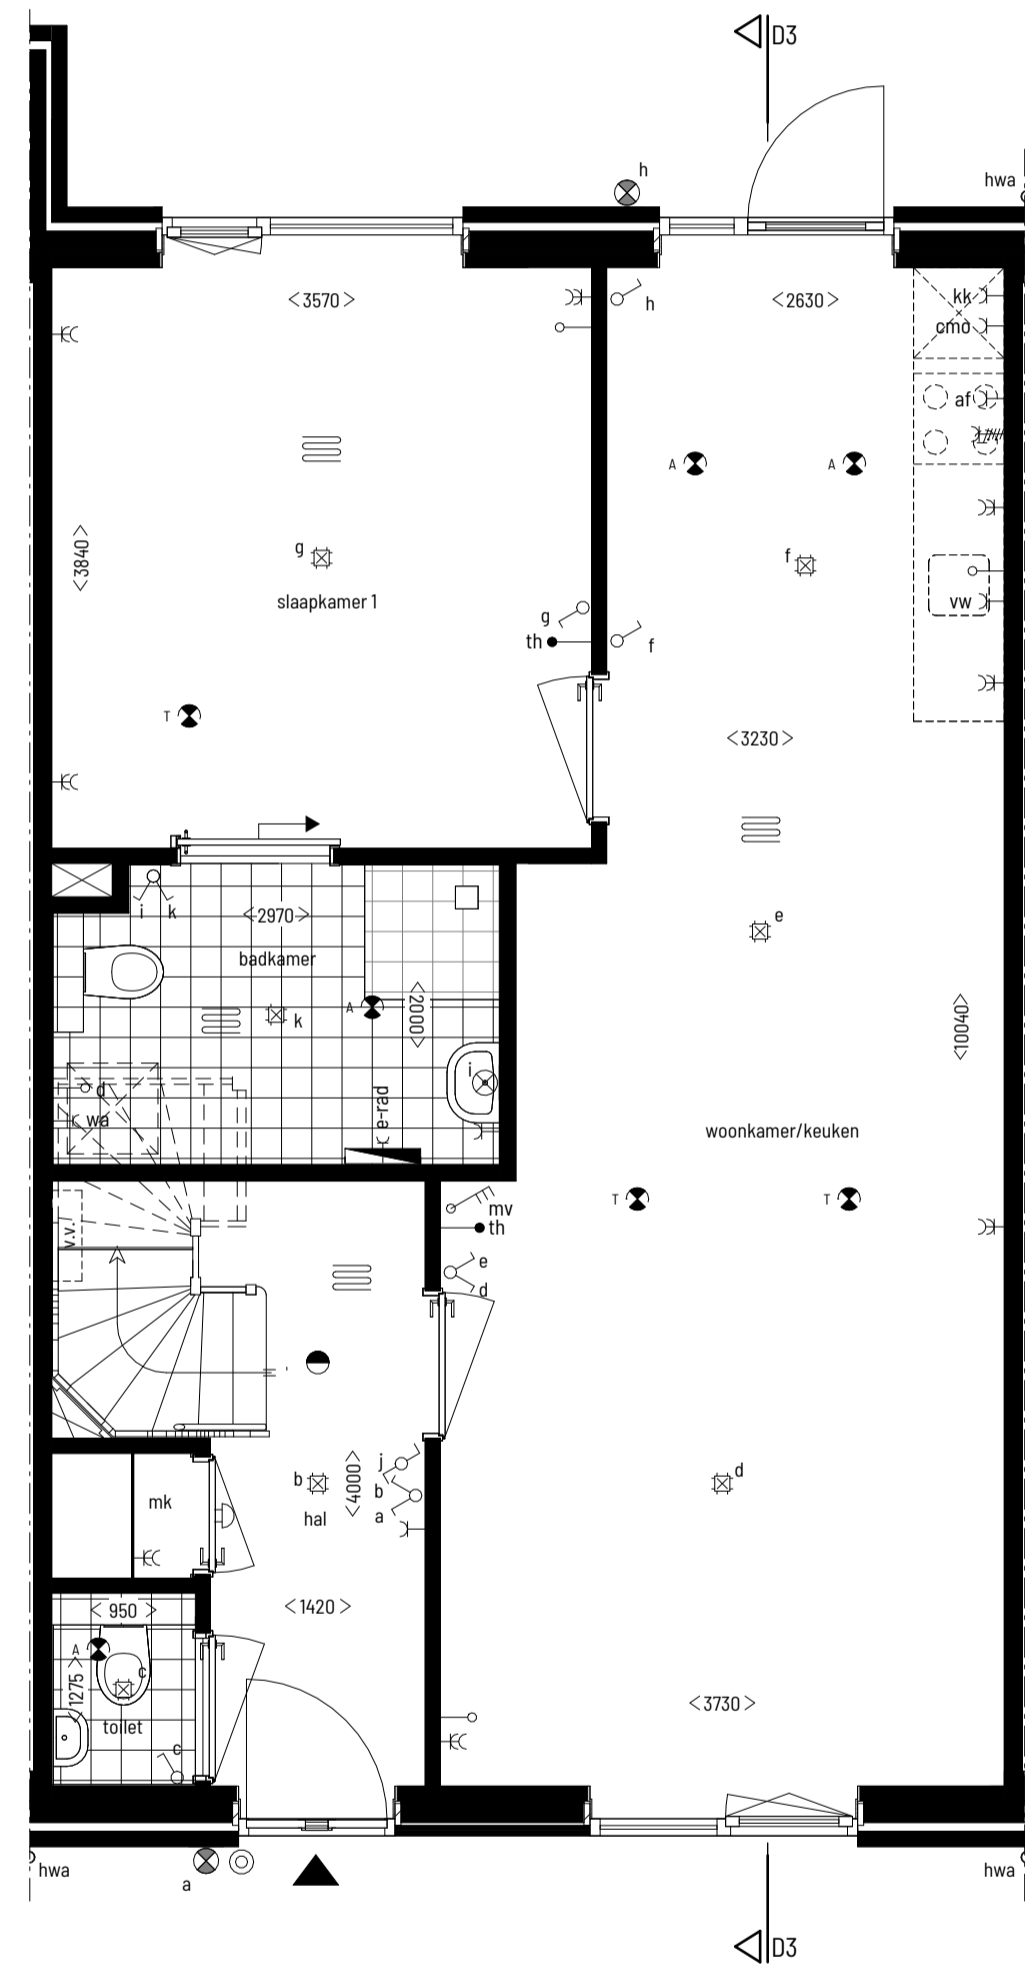 D3
h
hwa
<3570>
h
<2630>
kk
cmo
af
A
A
<3840>
g
f
slaapkamer 1
vw
g
th
f
T
<3230>
i k
<2970>
e
badkamer
A
k
<2000>
<10040>
i
d
wa
e-rad
woonkamer/keuken
v.v.
mv
th
T
T
e
d
j
b
<4000>
b
d
mk
hal
a
<950>
<1420>
A
c
<1275>
toilet
c
<3730>
hwa
a
hwa
D3